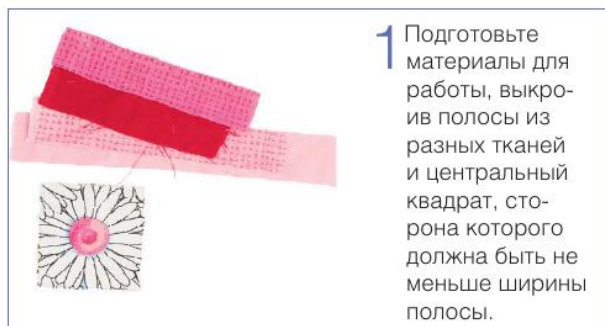 1 Подготовьте
материалы для
работы, выкро-
ив полосы из
разных тканей
и центральный
квадрат, сто-
рона которого
должна быть не
меньше ширины
полосы.